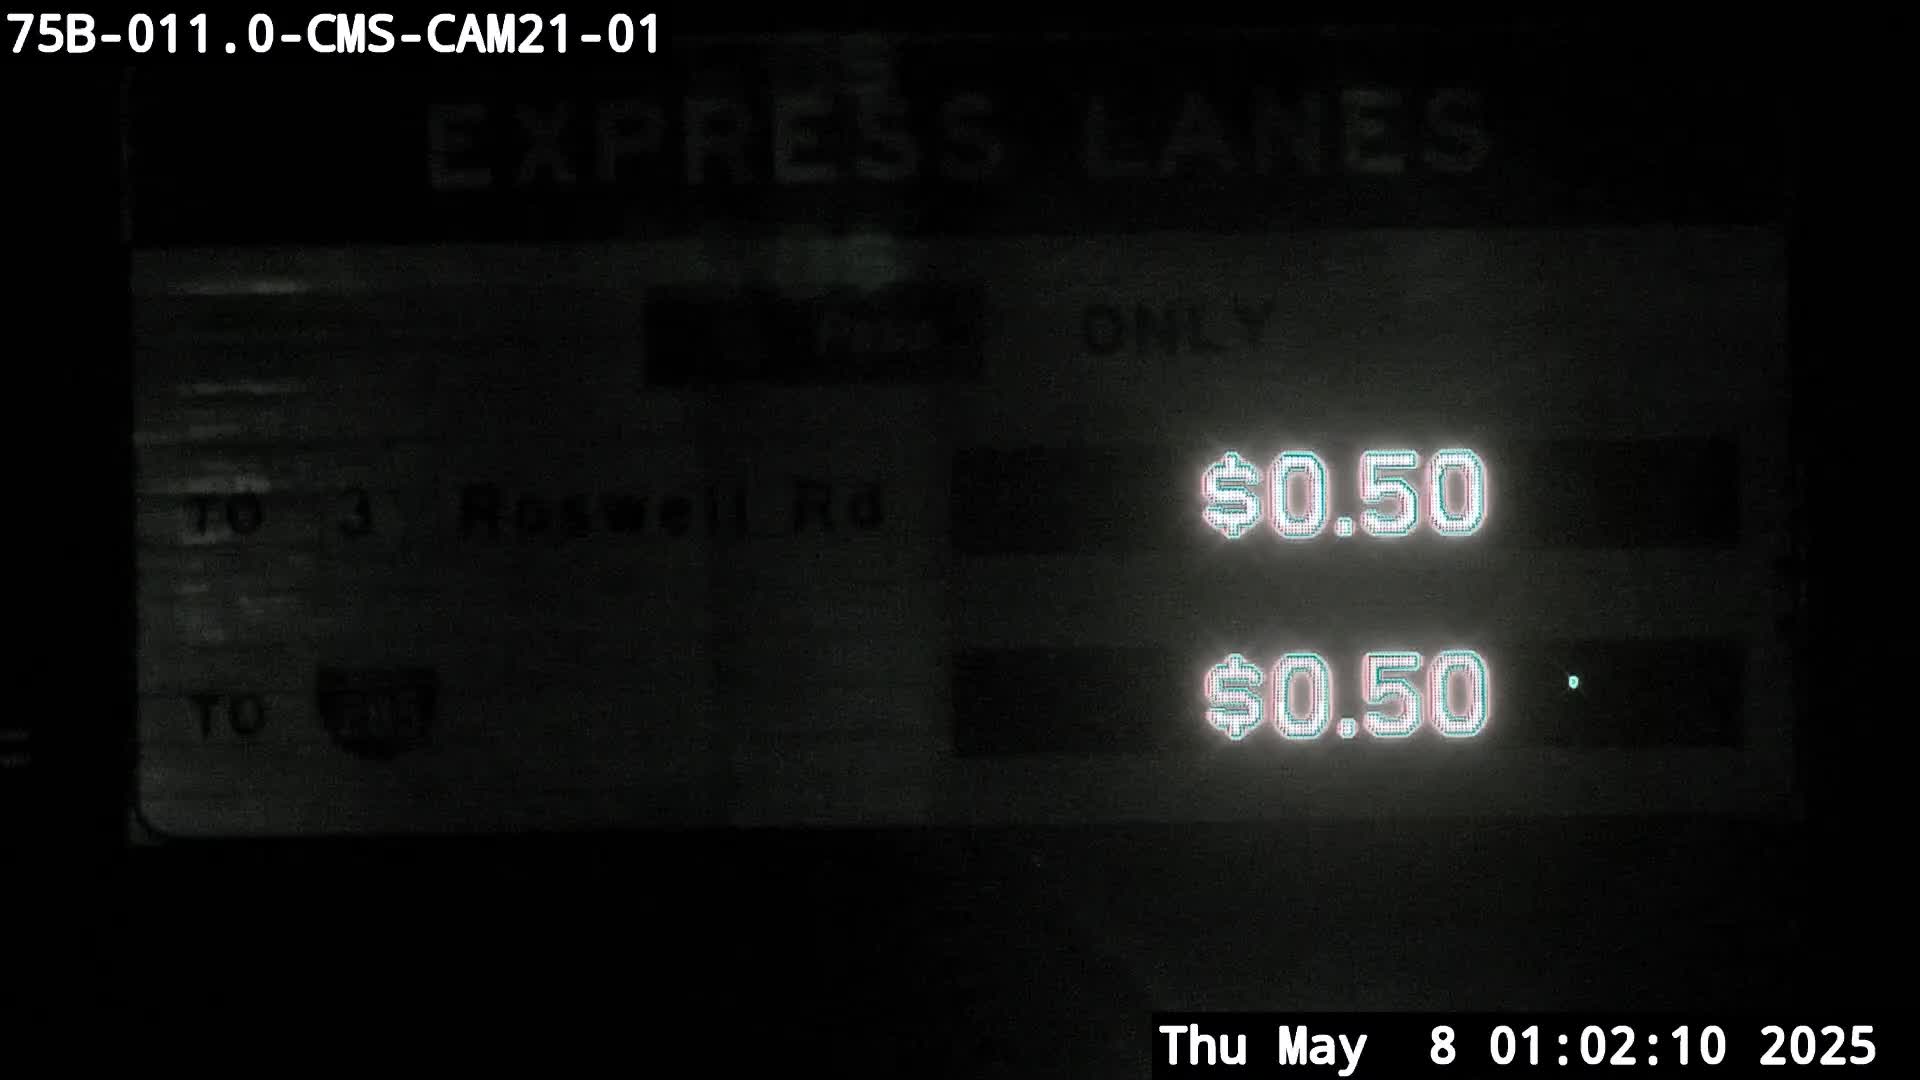 75B-011.0-CMS-CAM21-01
EXPRESS LANES
ONLY
TO 3 Roswell Rd $0.50
TO $0.50
Thu May 8 01:02:10 2025